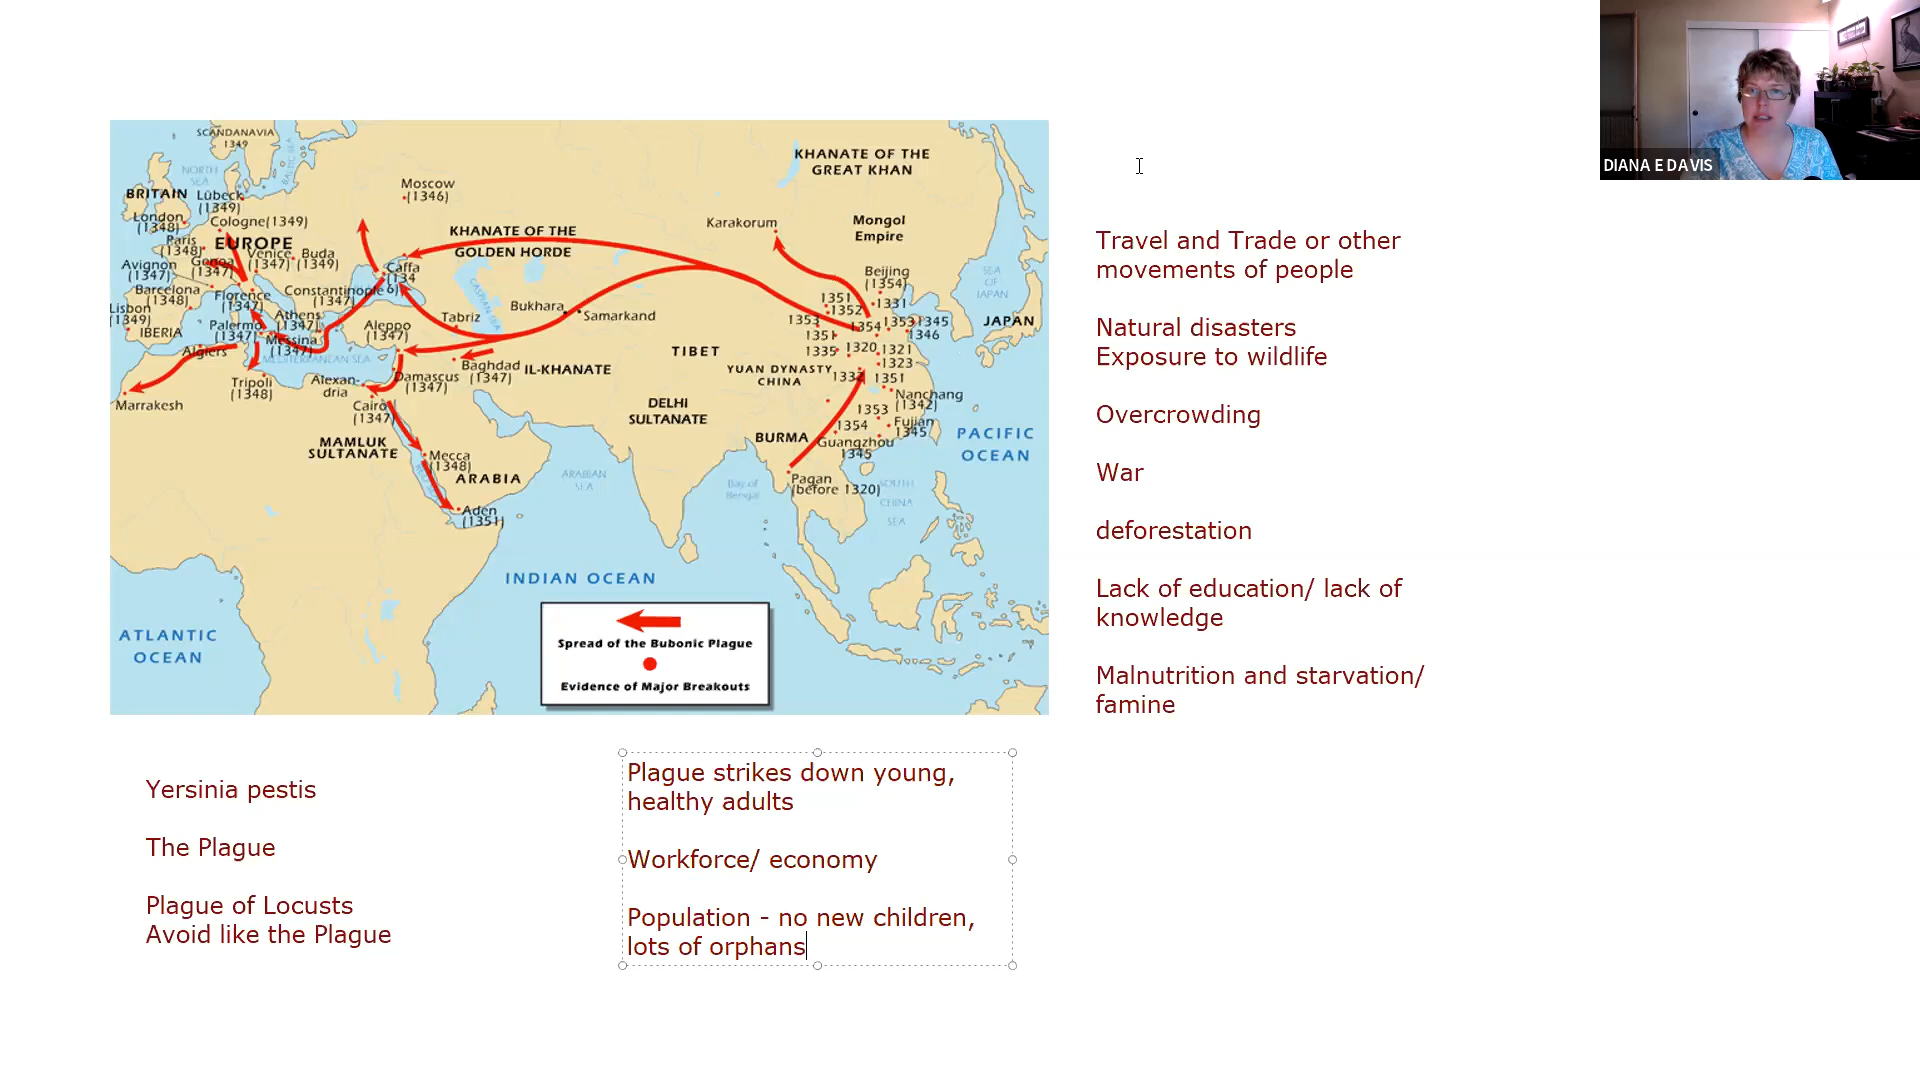 DIANA E DAVIS
SCANDANAVIA
1349
NORTH
SEA
BALTIC SEA
BRITAIN
Lübeck
(1349)
London
(1348)
Cologne(1349)
Paris
(1348)
EUROPE
Avignon
(1347)
Genoa
(1347)
Venice
(1347)
Buda
(1349)
Barcelona
(1348)
Florence
(1347)
Constantinople
(1347)
Lisbon
(1349)
IBERIA
Palermo
(1347)
Athens
(1347)
Messina
(1347)
Algiers
MEDITERRANEAN SEA
Marrakesh
Tripoli
(1348)
Alexan-
dria
Cairo
(1347)
Moscow
(1346)
Caffa
(134
6)
KHANATE OF THE
GOLDEN HORDE
CASPIAN SEA
Bukhara
Samarkand
Tabriz
Aleppo
(1347)
Damascus
(1347)
Baghdad
(1347)
IL-KHANATE
MAMLUK
SULTANATE
Mecca
(1348)
RED SEA
ARABIA
Aden
(1351)
ARABIAN
SEA
KHANATE OF THE
GREAT KHAN
Karakorum
Mongol
Empire
Beijing
(1354)
SEA
OF
JAPAN
JAPAN
1351
1352
1331
1353
1354
1353
1345
1351
1346
1335
1320
1321
1323
1332
1351
TIBET
YUAN DYNASTY
CHINA
DELHI
SULTANATE
Nanchang
(1342)
1353
1354
Fujian
1345
BURMA
Guangzhou
1345
Pagan
(before 1320)
Bay of
Bengal
SOUTH
CHINA
SEA
PACIFIC
OCEAN
INDIAN OCEAN
ATLANTIC
OCEAN
Spread of the Bubonic Plague
Evidence of Major Breakouts
Travel and Trade or other
movements of people
Natural disasters
Exposure to wildlife
Overcrowding
War
deforestation
Lack of education/ lack of
knowledge
Malnutrition and starvation/
famine
Yersinia pestis
The Plague
Plague of Locusts
Avoid like the Plague
Plague strikes down young,
healthy adults
Workforce/ economy
Population - no new children,
lots of orphans